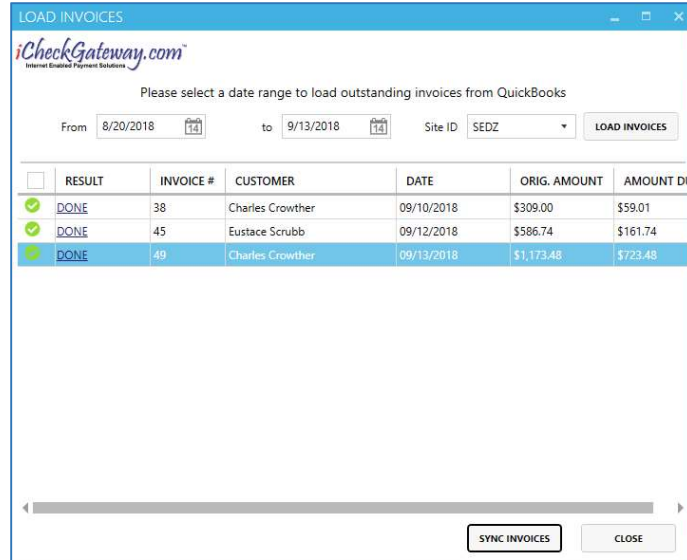 LOAD INVOICES
iCheckGateway.com™
Internet Enabled Payment Solutions
Please select a date range to load outstanding invoices from QuickBooks
From 8/20/2018 14 to 9/13/2018 14 Site ID SEDZ LOAD INVOICES
RESULT INVOICE # CUSTOMER DATE ORIG. AMOUNT AMOUNT DU
DONE 38 Charles Crowther 09/10/2018 $309.00 $59.01
DONE 45 Eustace Scrubb 09/12/2018 $586.74 $161.74
DONE 49 Charles Crowther 09/13/2018 $1,173.48 $723.48
SYNC INVOICES CLOSE